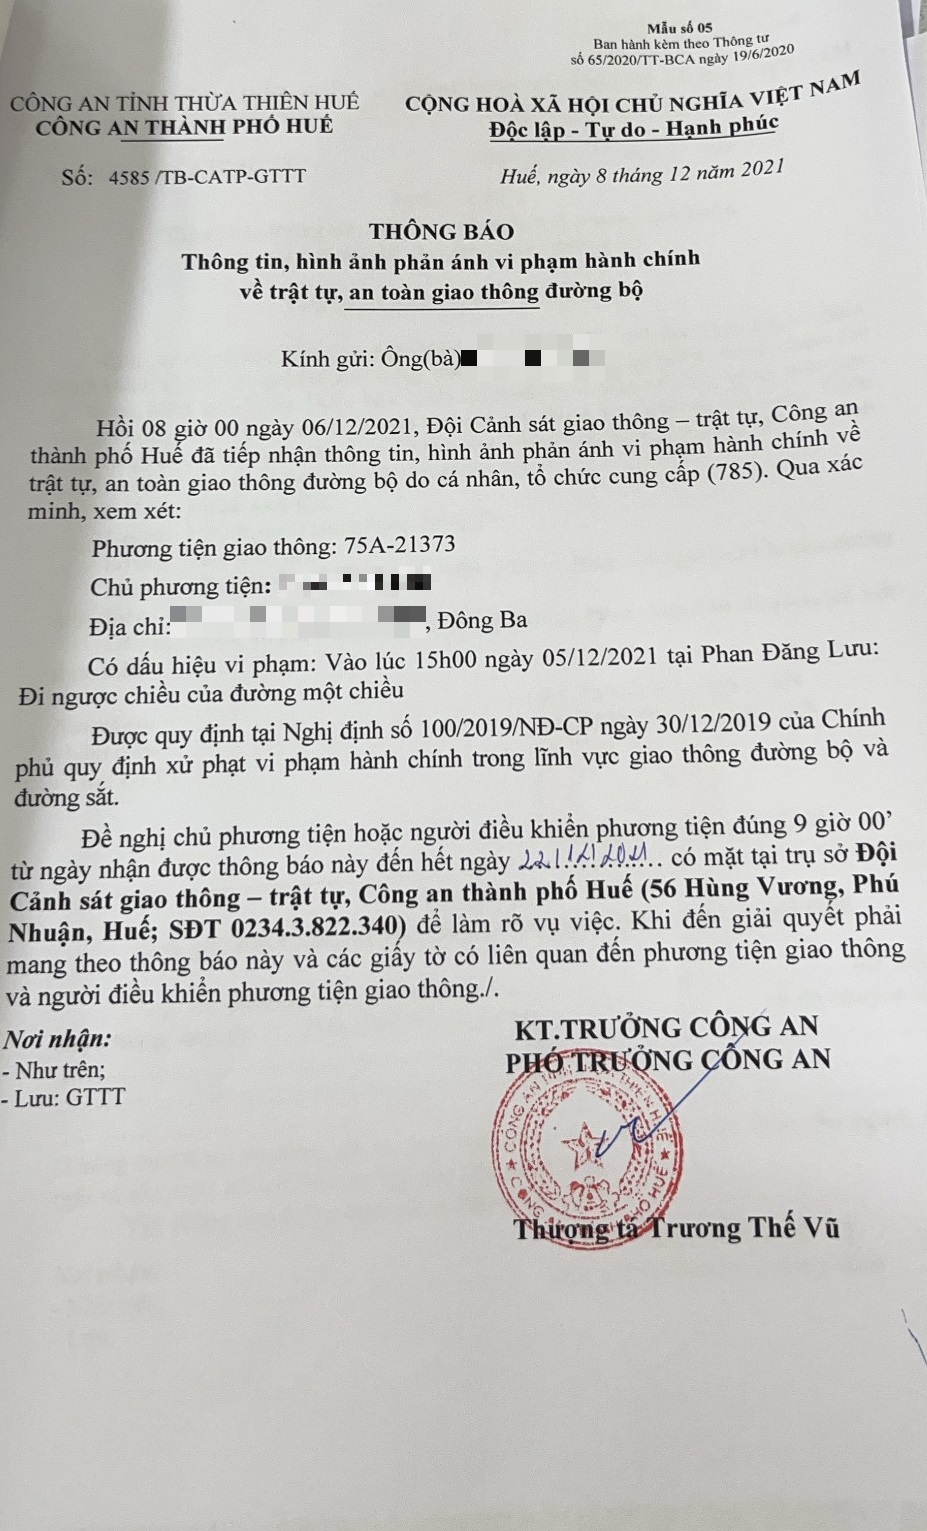 Mẫu số 05
Ban hành kèm theo Thông tư
số 65/2020/TT-BCA ngày 19/6/2020
CÔNG AN TỈNH THỪA THIÊN HUẾ
CÔNG AN THÀNH PHỐ HUẾ
CỘNG HOÀ XÃ HỘI CHỦ NGHĨA VIỆT NAM
Độc lập - Tự do - Hạnh phúc
Số: 4585 /TB-CATP-GTTT
Huế, ngày 8 tháng 12 năm 2021
THÔNG BÁO
Thông tin, hình ảnh phản ánh vi phạm hành chính
về trật tự, an toàn giao thông đường bộ
Kính gửi: Ông(bà)
Hồi 08 giờ 00 ngày 06/12/2021, Đội Cảnh sát giao thông – trật tự, Công an
thành phố Huế đã tiếp nhận thông tin, hình ảnh phản ánh vi phạm hành chính về
trật tự, an toàn giao thông đường bộ do cá nhân, tổ chức cung cấp (785). Qua xác
minh, xem xét:
Phương tiện giao thông: 75A-21373
Chủ phương tiện:
Địa chỉ: , Đông Ba
Có dấu hiệu vi phạm: Vào lúc 15h00 ngày 05/12/2021 tại Phan Đăng Lưu:
Đi ngược chiều của đường một chiều
Được quy định tại Nghị định số 100/2019/NĐ-CP ngày 30/12/2019 của Chính
phủ quy định xử phạt vi phạm hành chính trong lĩnh vực giao thông đường bộ và
đường sắt.
Đề nghị chủ phương tiện hoặc người điều khiển phương tiện đúng 9 giờ 00’
từ ngày nhận được thông báo này đến hết ngày có mặt tại trụ sở Đội
Cảnh sát giao thông – trật tự, Công an thành phố Huế (56 Hùng Vương, Phú
Nhuận, Huế; SĐT 0234.3.822.340) để làm rõ vụ việc. Khi đến giải quyết phải
mang theo thông báo này và các giấy tờ có liên quan đến phương tiện giao thông
và người điều khiển phương tiện giao thông./.
Nơi nhận:
- Như trên;
- Lưu: GTTT
KT.TRƯỞNG CÔNG AN
PHÓ TRƯỞNG CÔNG AN
Thượng tá Trương Thế Vũ